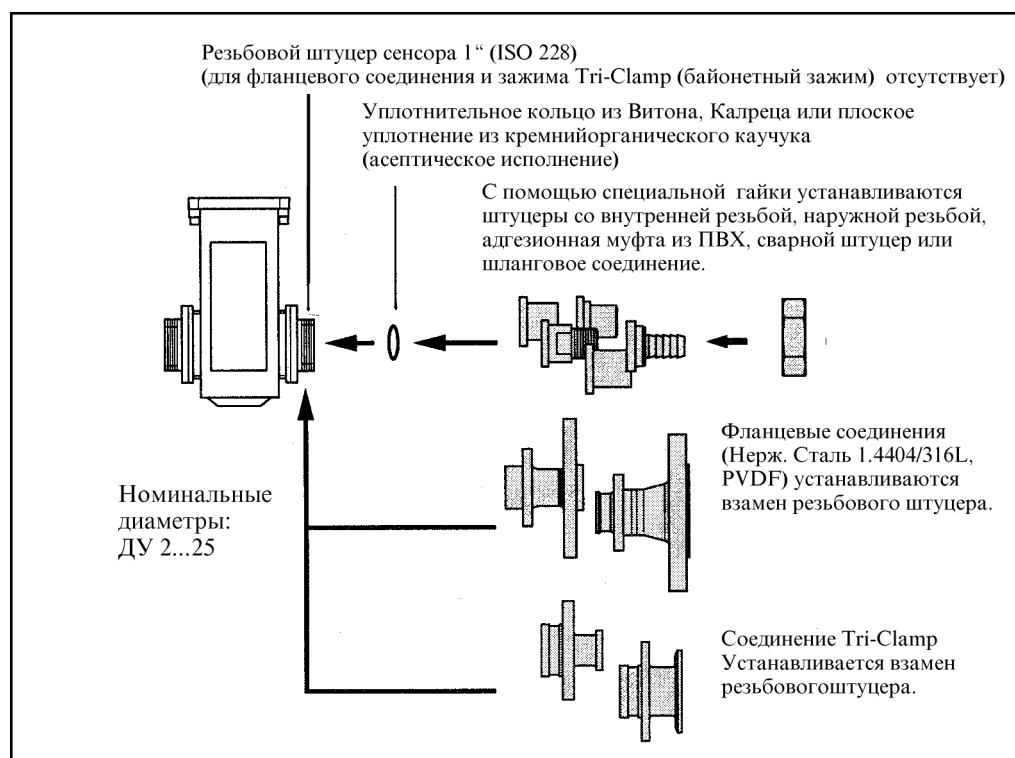 Резьбовой штуцер сенсора 1“ (ISO 228)
(для фланцевого соединения и зажима Tri-Clamp (байонетный зажим) отсутствует)
Уплотнительное кольцо из Витона, Калреца или плоское
уплотнение из кремнийорганического каучука
(асептическое исполнение)
С помощью специальной гайки устанавливаются
штуцеры со внутренней резьбой, наружной резьбой,
адгезионная муфта из ПВХ, сварной штуцер или
шланговое соединение.
Фланцевые соединения
(Нерж. Сталь 1.4404/316L,
PVDF) устанавливаются
взамен резьбового штуцера.
Номинальные
диаметры:
ДУ 2...25
Соединение Tri-Clamp
Устанавливается взамен
резьбовогоштуцера.